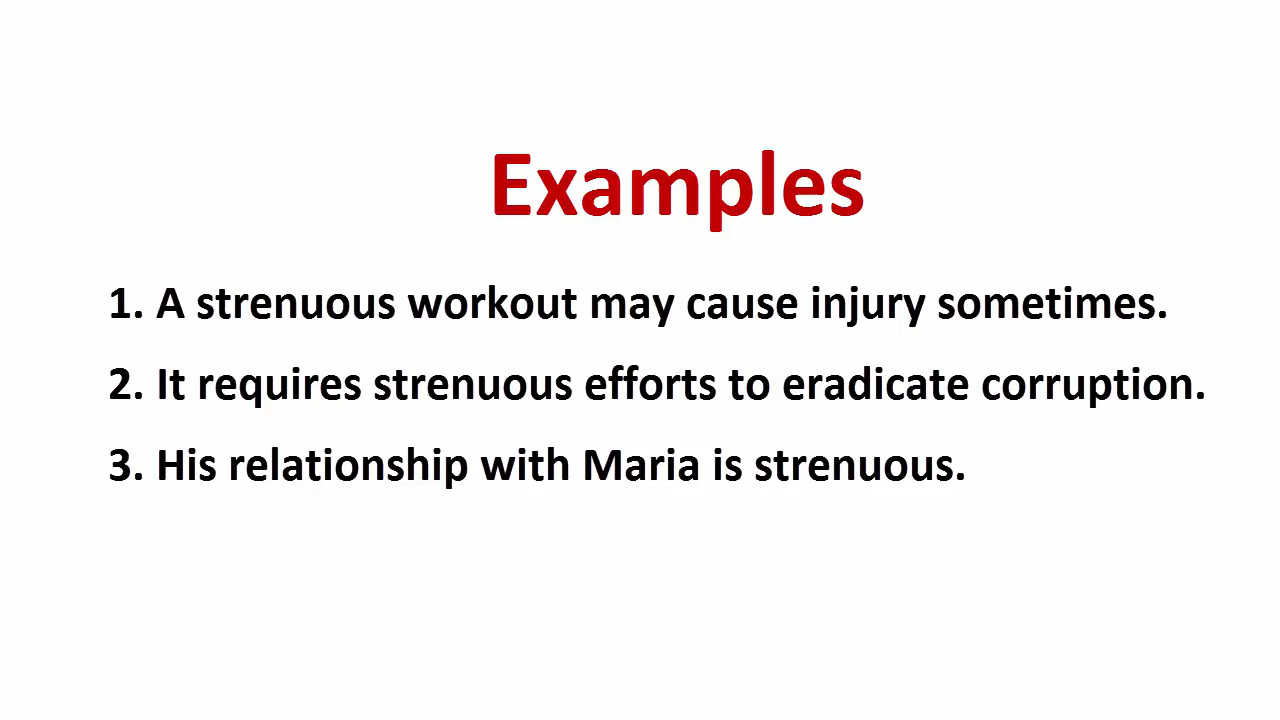 Examples
1. A strenuous workout may cause injury sometimes.
2. It requires strenuous efforts to eradicate corruption.
3. His relationship with Maria is strenuous.